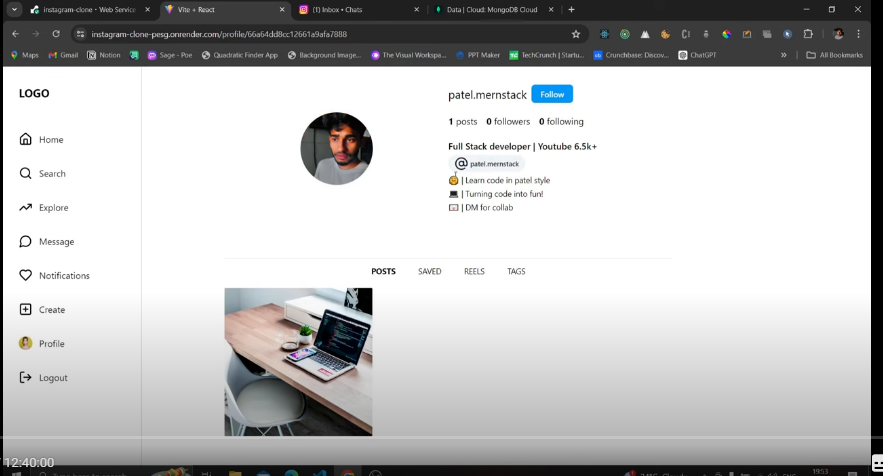 instagram-clone - Web Service
Vite + React
(1) Inbox • Chats
Data | Cloud: MongoDB Cloud
instagram-clone-pesg.onrender.com/profile/66a64dd8cc12661a9afa7888
Maps
Gmail
Notion
Sage - Poe
Quadratic Finder App
Background Image...
The Visual Workspa...
PPT Maker
TechCrunch | Startu...
Crunchbase: Discov...
ChatGPT
All Bookmarks
LOGO
Home
Search
Explore
Message
Notifications
Create
Profile
Logout
patel.mernstack Follow
1 posts 0 followers 0 following
Full Stack developer | Youtube 6.5k+
@ patel.mernstack
| Learn code in patel style
| Turning code into fun!
| DM for collab
POSTS SAVED REELS TAGS
12:40:00
19:53